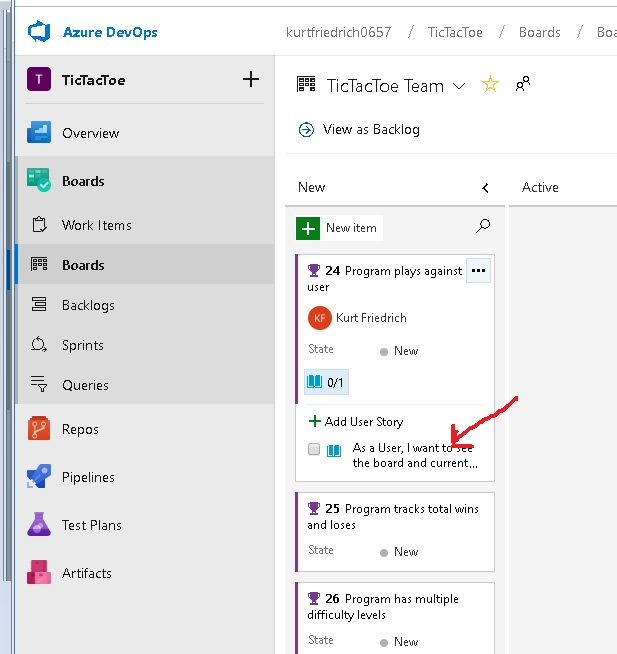 Azure DevOps
kurtfriedrich0657 / TicTacToe / Boards / Boa
T TicTacToe +
Overview
Boards
Work Items
Boards
Backlogs
Sprints
Queries
Repos
Pipelines
Test Plans
Artifacts
TicTacToe Team
View as Backlog
New
Active
New item
24 Program plays against
user
KF Kurt Friedrich
State New
0/1
Add User Story
As a User, I want to see
the board and current...
25 Program tracks total wins
and loses
State New
26 Program has multiple
difficulty levels
State New